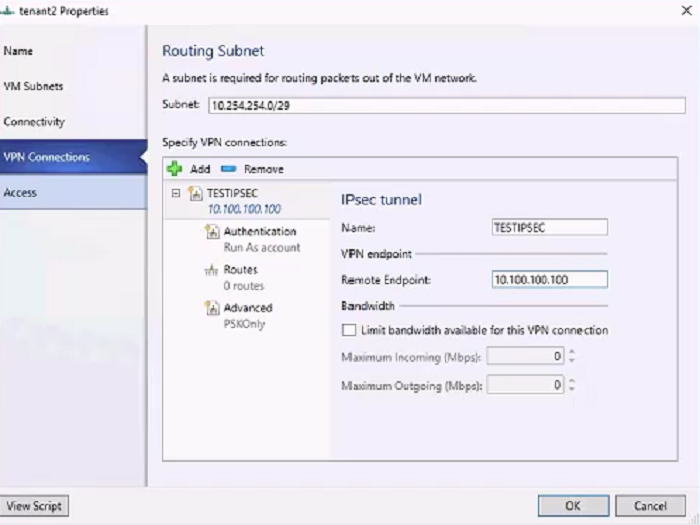 tenant2 Properties
Name
VM Subnets
Connectivity
VPN Connections
Access
Routing Subnet
A subnet is required for routing packets out of the VM network.
Subnet: 10.254.254.0/29
Specify VPN connections:
Add Remove
TESTIPSEC
10.100.100.100
Authentication
Run As account
Routes
0 routes
Advanced
PSKOnly
IPsec tunnel
Name: TESTIPSEC
VPN endpoint
Remote Endpoint: 10.100.100.100
Bandwidth
Limit bandwidth available for this VPN connection
Maximum Incoming (Mbps): 0
Maximum Outgoing (Mbps): 0
View Script
OK
Cancel